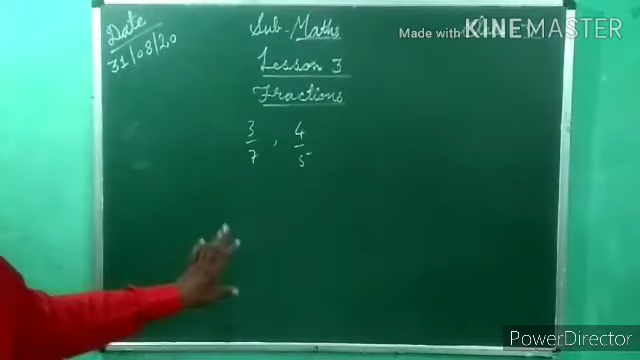 Date
31/08/20
Sub-Maths
Lesson 3
Fractions
3/7 , 4/5
Made with KINEMASTER
PowerDirector